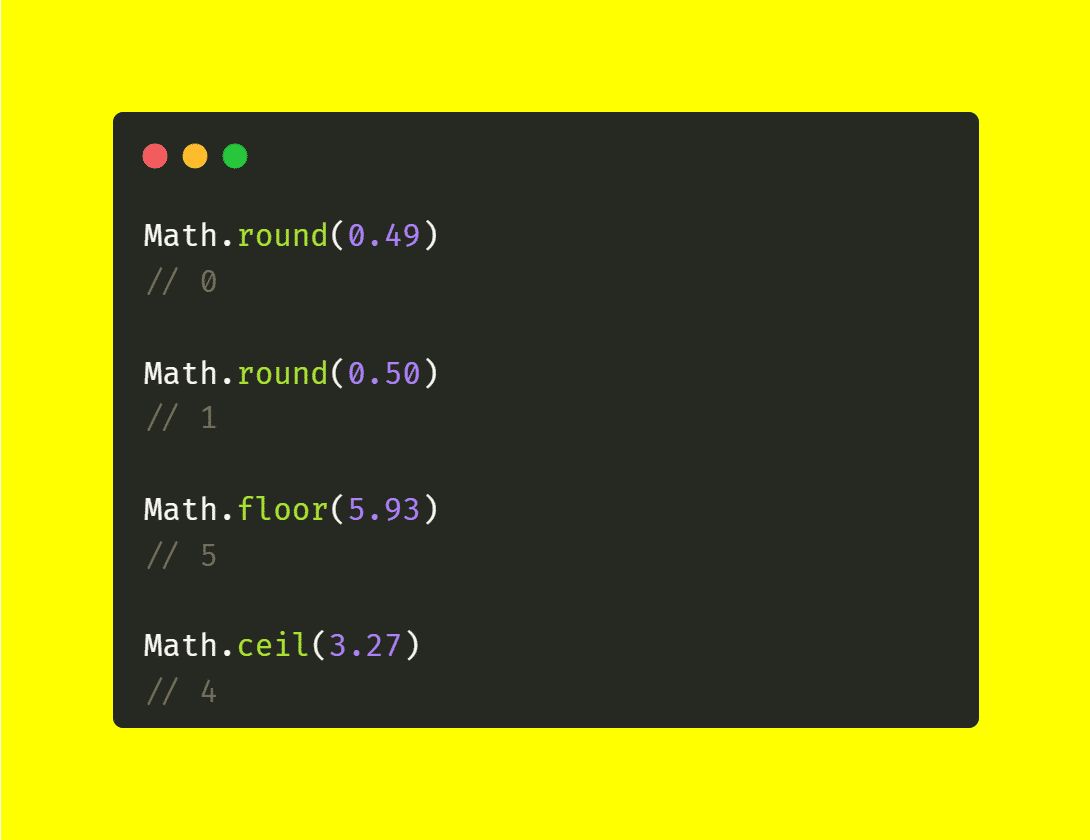 Math.round(0.49)
// 0
Math.round(0.50)
// 1
Math.floor(5.93)
// 5
Math.ceil(3.27)
// 4